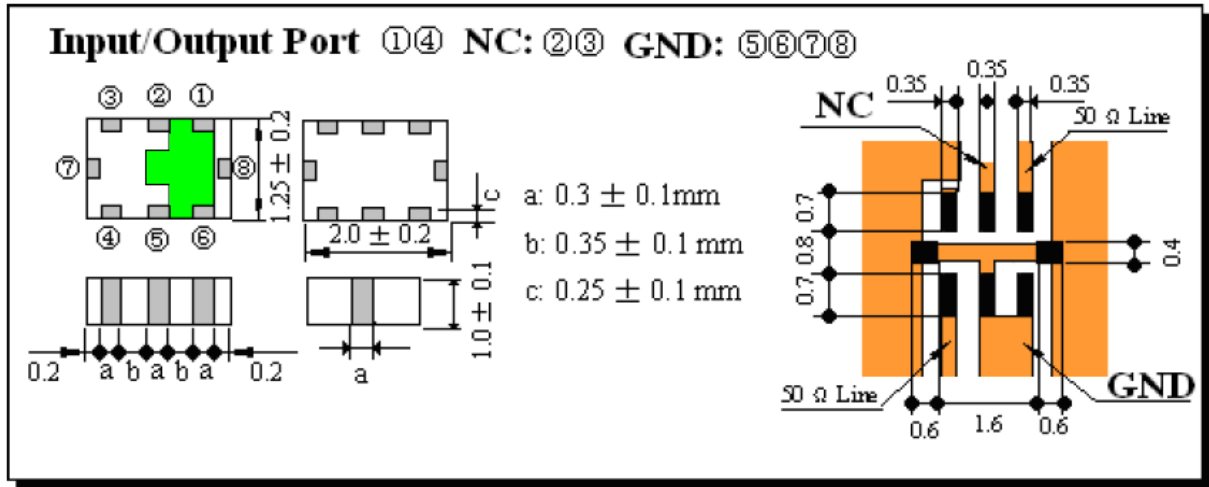 Input/Output Port ①④ NC: ②③ GND: ⑤⑥⑦⑧
③ ② ①
⑦ ⑧
④ ⑤ ⑥
1.25 ± 0.2
c
2.0 ± 0.2
a: 0.3 ± 0.1mm
b: 0.35 ± 0.1 mm
c: 0.25 ± 0.1 mm
0.2 a b a b a 0.2
a
1.0 ± 0.1
0.35 0.35 0.35
NC
50 Ω Line
0.7
0.8
0.7
0.4
50 Ω Line
GND
0.6 1.6 0.6